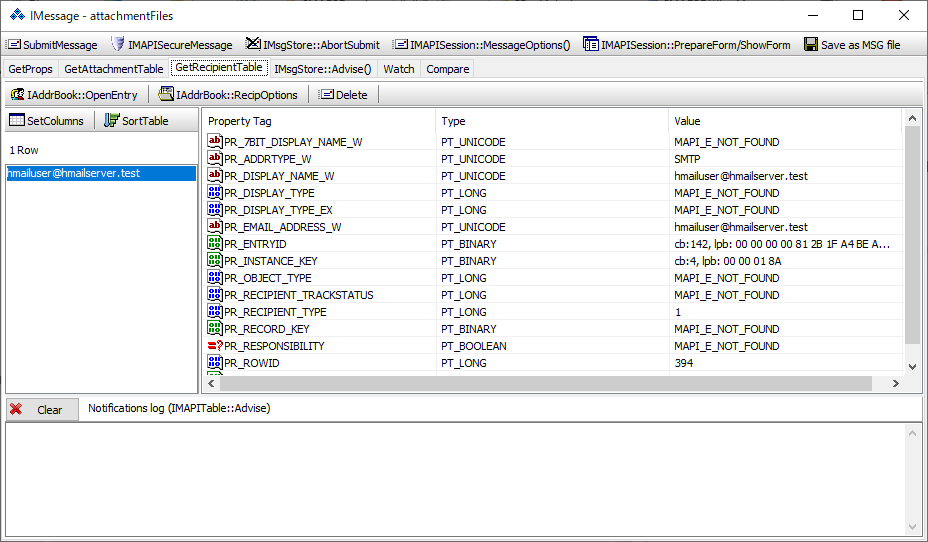 IMessage - attachmentFiles
SubmitMessage IMAPISecureMessage IMsgStore::AbortSubmit IMAPISession::MessageOptions() IMAPISession::PrepareForm/ShowForm Save as MSG file
GetProps GetAttachmentTable GetRecipientTable IMsgStore::Advise() Watch Compare
IAddrBook::OpenEntry IAddrBook::RecipOptions Delete
SetColumns SortTable
1 Row
hmailuser@hmailserver.test
Property Tag Type Value
PR_7BIT_DISPLAY_NAME_W PT_UNICODE MAPI_E_NOT_FOUND
PR_ADDRTYPE_W PT_UNICODE SMTP
PR_DISPLAY_NAME_W PT_UNICODE hmailuser@hmailserver.test
PR_DISPLAY_TYPE PT_LONG MAPI_E_NOT_FOUND
PR_DISPLAY_TYPE_EX PT_LONG MAPI_E_NOT_FOUND
PR_EMAIL_ADDRESS_W PT_UNICODE hmailuser@hmailserver.test
PR_ENTRYID PT_BINARY cb:142, lpb: 00 00 00 00 81 2B 1F A4 BE A...
PR_INSTANCE_KEY PT_BINARY cb:4, lpb: 00 00 01 8A
PR_OBJECT_TYPE PT_LONG MAPI_E_NOT_FOUND
PR_RECIPIENT_TRACKSTATUS PT_LONG MAPI_E_NOT_FOUND
PR_RECIPIENT_TYPE PT_LONG 1
PR_RECORD_KEY PT_BINARY MAPI_E_NOT_FOUND
PR_RESPONSIBILITY PT_BOOLEAN MAPI_E_NOT_FOUND
PR_ROWID PT_LONG 394
Clear Notifications log (IMAPITable::Advise)